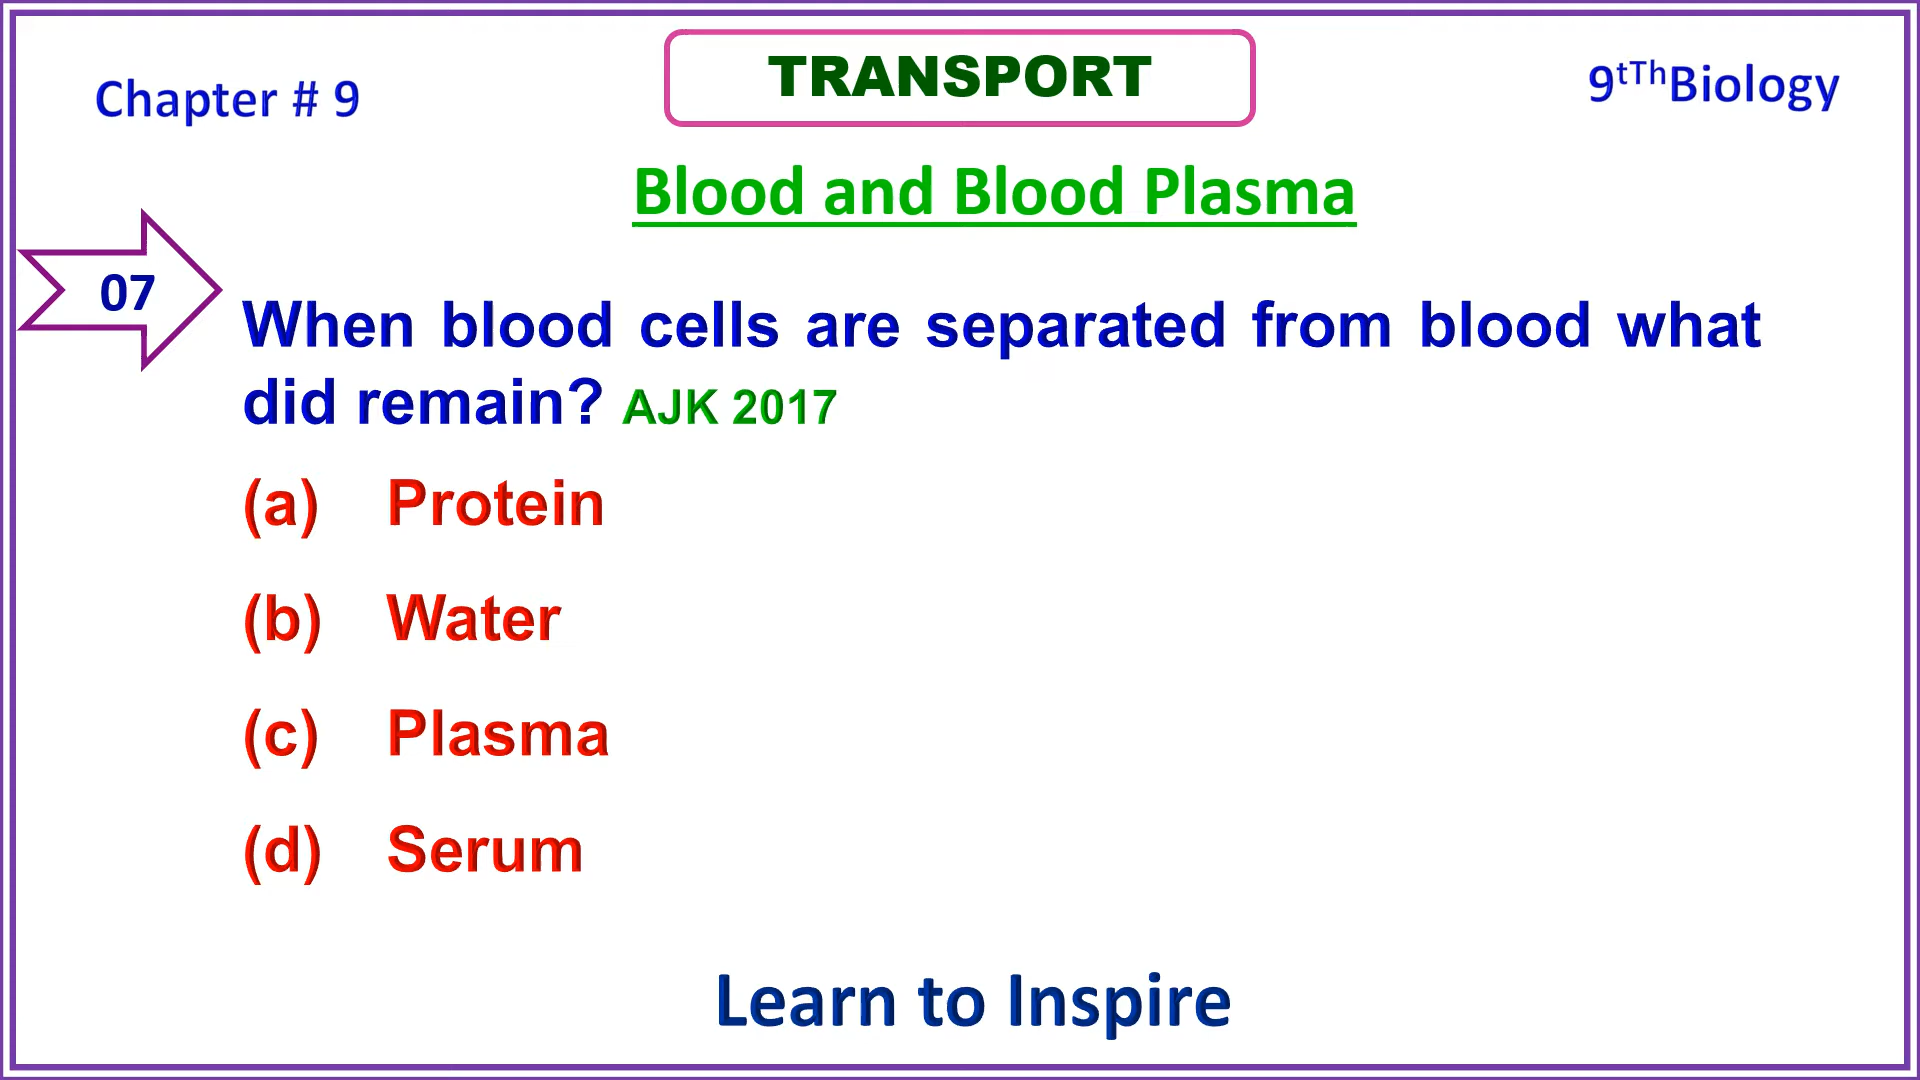 TRANSPORT
Chapter # 9
9tThBiology
Blood and Blood Plasma
07
When blood cells are separated from blood what
did remain? AJK 2017
(a) Protein
(b) Water
(c) Plasma
(d) Serum
Learn to Inspire